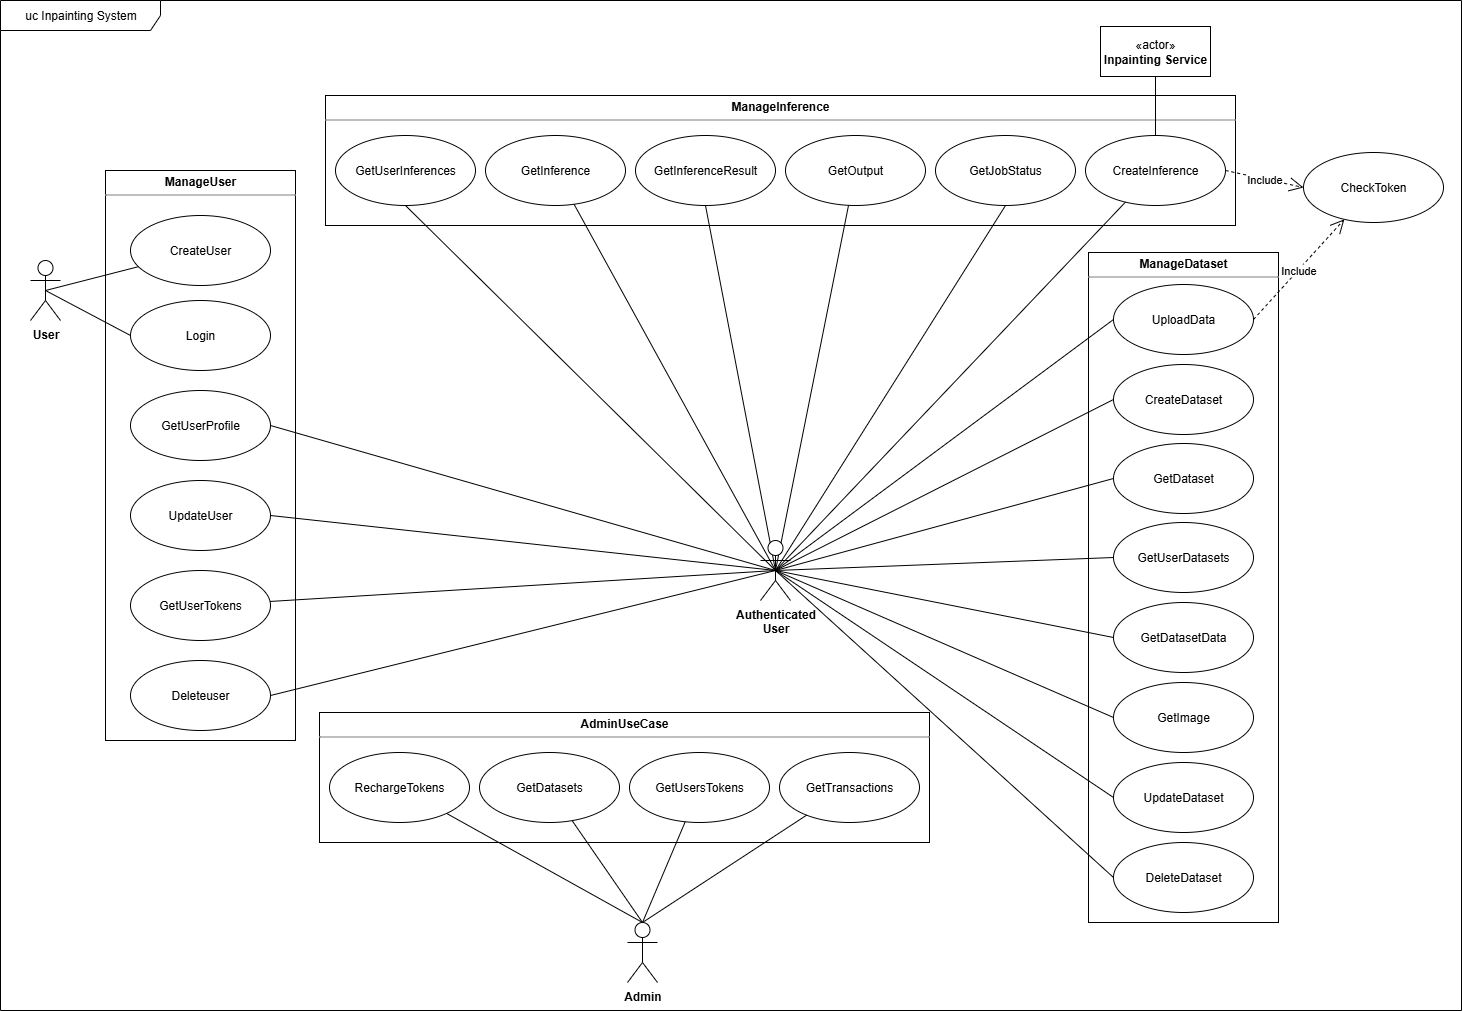 uc Inpainting System
«actor»
Inpainting Service
ManageInference
GetUserInferences
GetInference
GetInferenceResult
GetOutput
GetJobStatus
CreateInference
Include
CheckToken
ManageUser
CreateUser
Login
GetUserProfile
UpdateUser
GetUserTokens
Deleteuser
User
ManageDataset
Include
UploadData
CreateDataset
GetDataset
GetUserDatasets
GetDatasetData
GetImage
UpdateDataset
DeleteDataset
Authenticated
User
AdminUseCase
RechargeTokens
GetDatasets
GetUsersTokens
GetTransactions
Admin